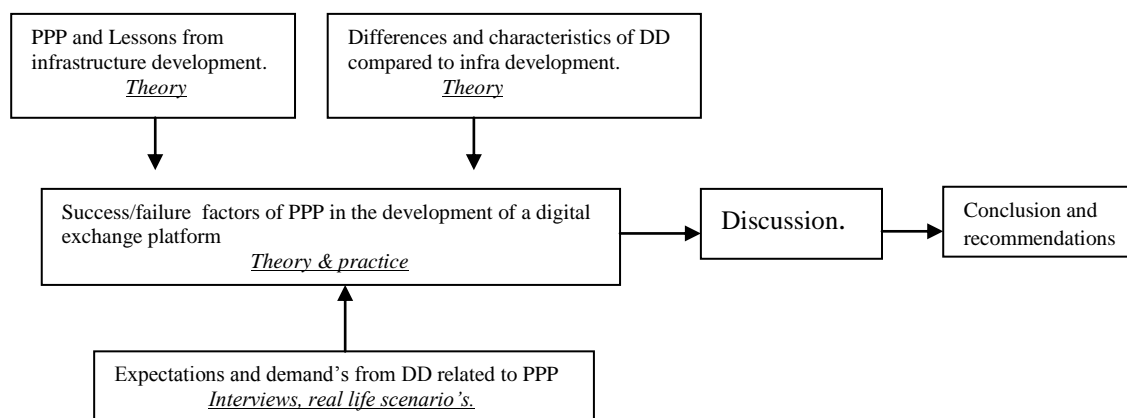 PPP and Lessons from
infrastructure development.
Theory
Differences and characteristics of DD
compared to infra development.
Theory
Success/failure factors of PPP in the development of a digital
exchange platform
Theory & practice
Discussion.
Conclusion and
recommendations
Expectations and demand’s from DD related to PPP
Interviews, real life scenario’s.